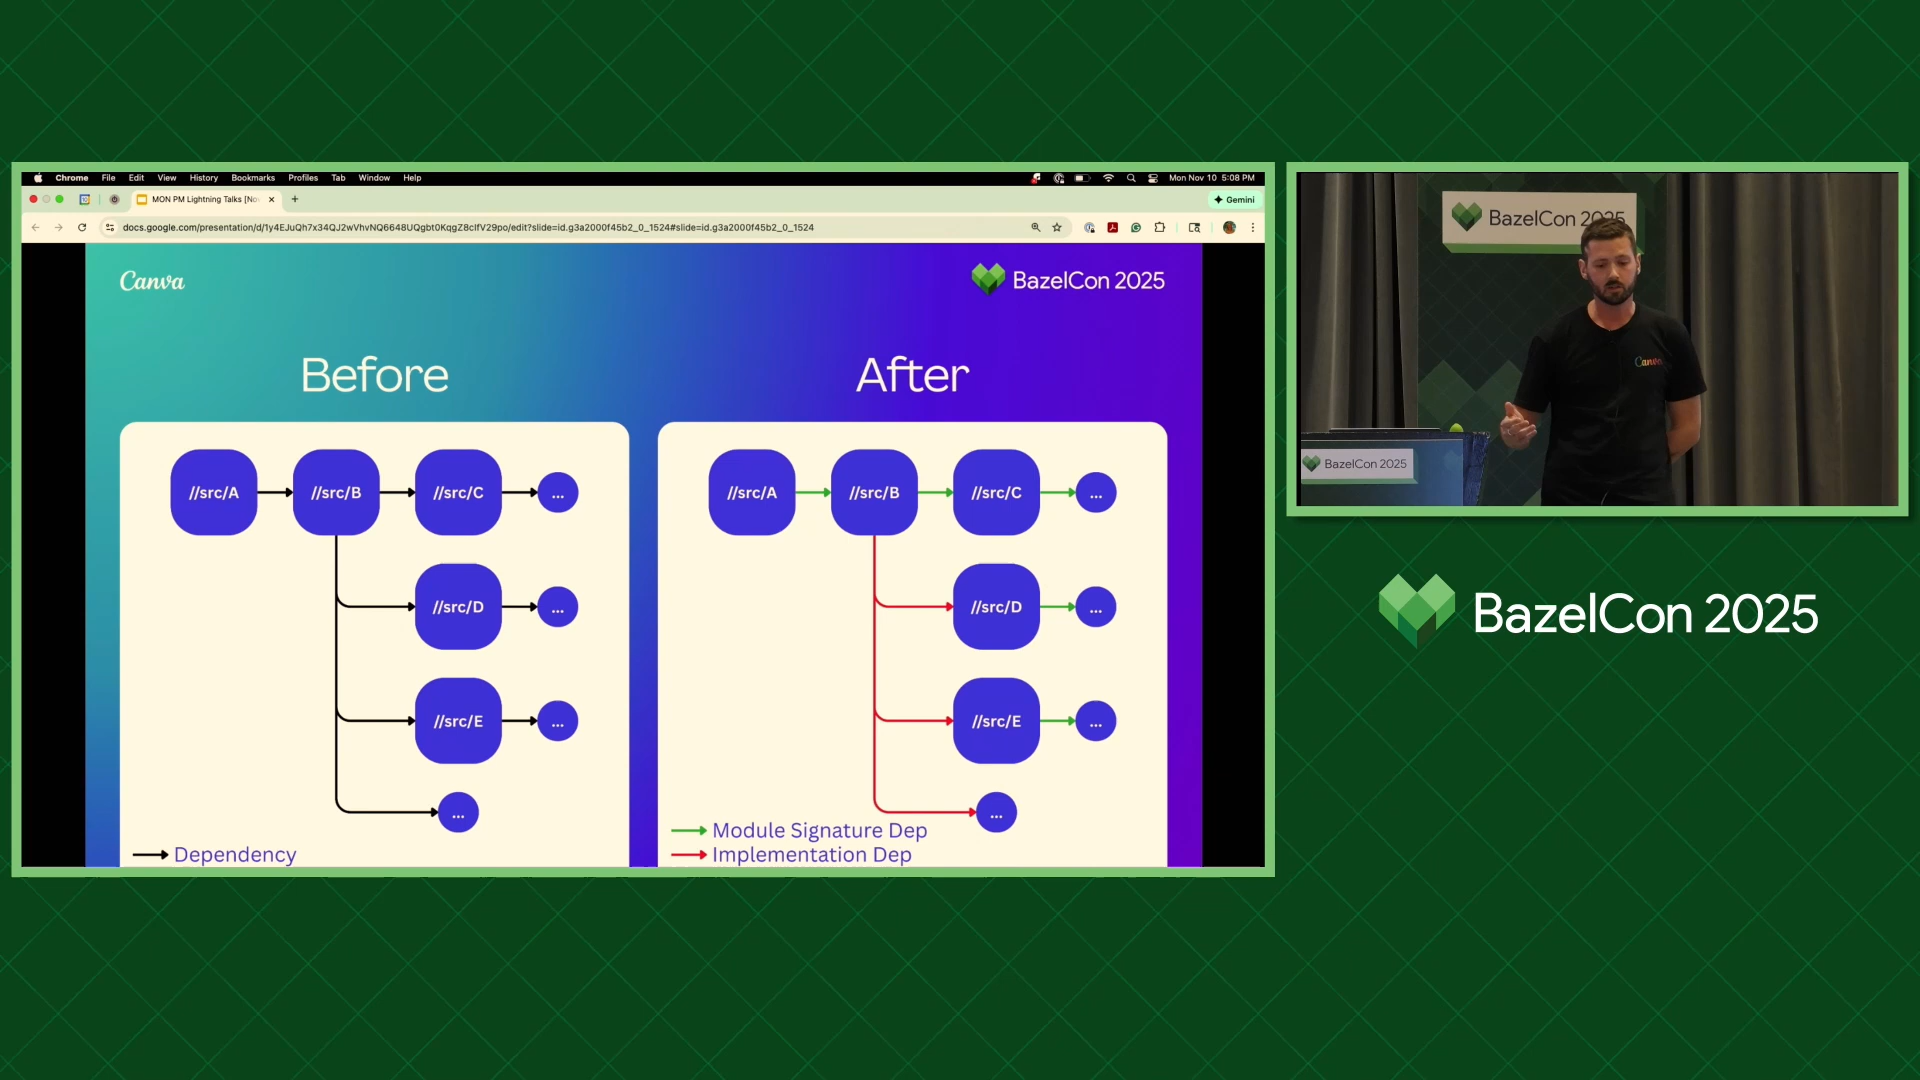 Chrome File Edit View History Bookmarks Profiles Tab Window Help
Mon Nov 10 5:08 PM
MON PM Lightning Talks [No
Gemini
docs.google.com/presentation/d/1y4EJuQh7x34QJ2wVhvNQ6648UQgbt0KqgZ8clfV29po/edit?slide=id.g3a2000f45b2_0_1524#slide=id.g3a2000f45b2_0_1524
Canva
BazelCon 2025
Before
//src/A
//src/B
//src/C
...
//src/D
...
//src/E
...
...
Dependency
After
//src/A
//src/B
//src/C
...
//src/D
...
//src/E
...
...
Module Signature Dep
Implementation Dep
BazelCon 2025
Canva
BazelCon 2025
BazelCon 2025